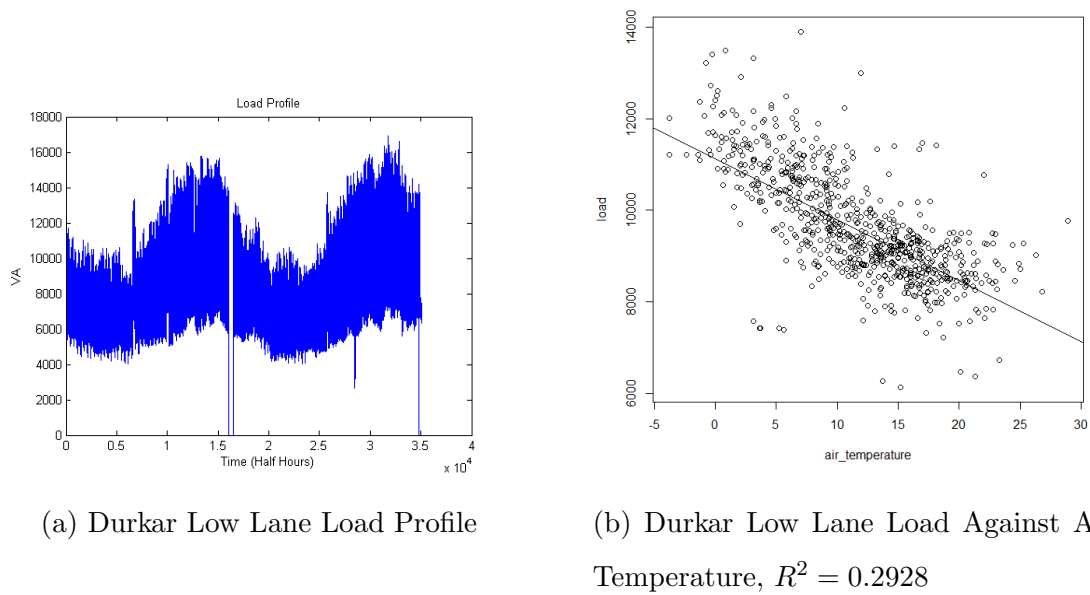 Load Profile
18000
16000
14000
12000
10000
8000
6000
4000
2000
0
VA
0 0.5 1 1.5 2 2.5 3 3.5 4
Time (Half Hours)
x 10^4
(a) Durkar Low Lane Load Profile
14000
12000
10000
8000
6000
load
-5 0 5 10 15 20 25 30
air_temperature
(b) Durkar Low Lane Load Against A
Temperature, R² = 0.2928